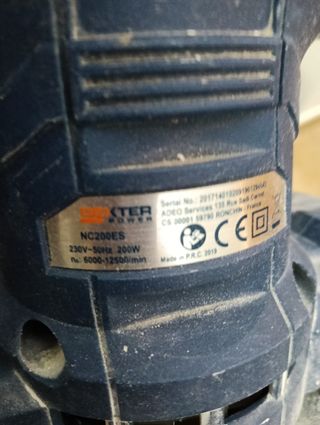 DEXTER
POWER
NC200ES
230V~50Hz 200W
n₀: 6000-12500/min
Serial No.:
ADEO Services 135 Rue Sadi Carnot
CS 00001 59790 RONCHIN - France
CE
Made in P.R.C. 2019